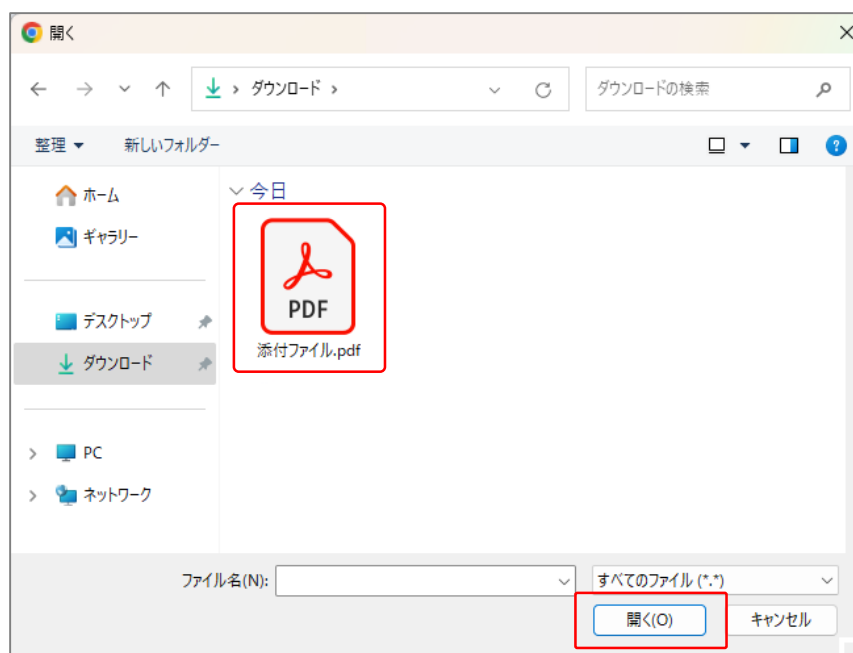 開く
ダウンロード
ダウンロードの検索
整理
新しいフォルダー
?
ホーム
今日
ギャラリー
PDF
デスクトップ
添付ファイル.pdf
ダウンロード
PC
ネットワーク
ファイル名(N):
すべてのファイル (*.*)
開く(O)
キャンセル